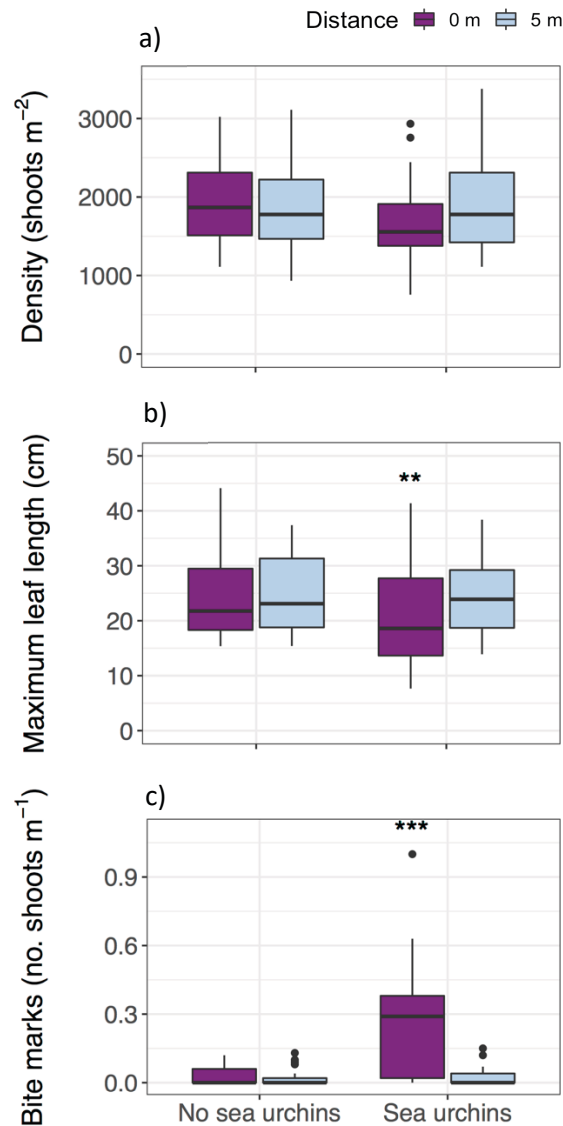 Distance 0 m 5 m
a)
Density (shoots m⁻²)
3000
2000
1000
0
b)
Maximum leaf length (cm)
50
40
30
20
10
0
**
c)
Bite marks (no. shoots m⁻¹)
0.9
0.6
0.3
0.0
***
No sea urchins Sea urchins